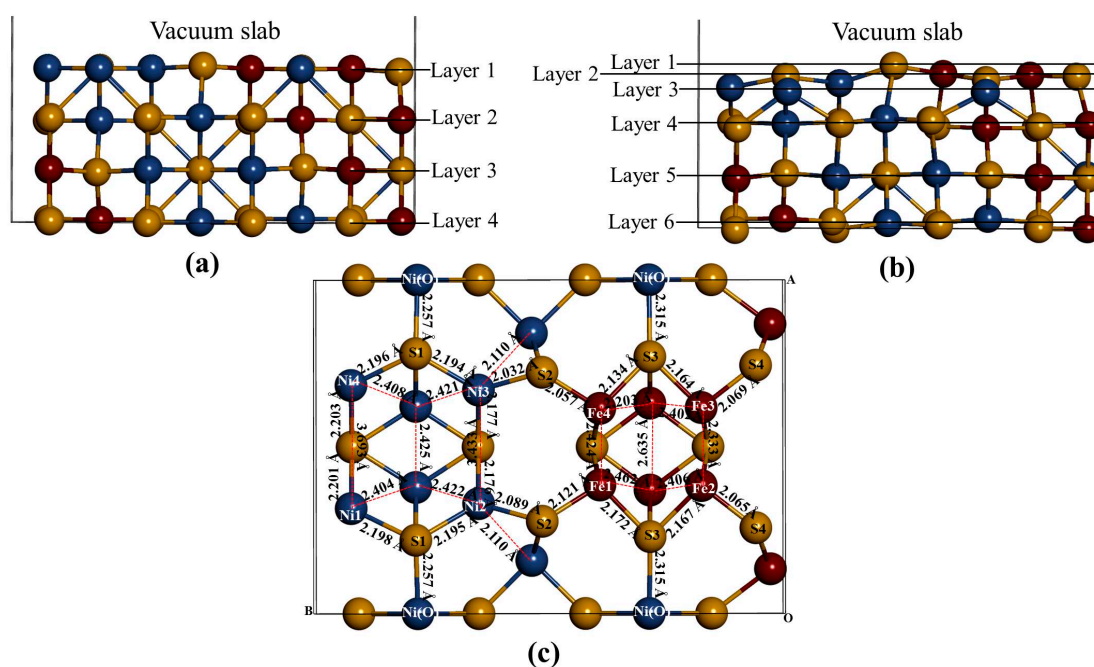 Vacuum slab
Layer 1
Layer 2
Layer 3
Layer 4
(a)
Vacuum slab
Layer 1
Layer 2
Layer 3
Layer 4
Layer 5
Layer 6
(b)
Ni(O)
Ni(O)
A
2.257 Å
2.315 Å
2.110 Å
2.196 Å
S1
2.194 Å
S3
S4
2.032 Å
S2
2.134 Å
2.164 Å
2.069 Å
Ni4
2.408
2.421
Ni3
2.057
Fe4
Fe3
2.203 Å
2.425 Å
2.635 Å
2.201 Å
2.404
2.422
2.462
2.406
Ni1
Ni2
2.089
2.121
Fe1
Fe2
2.065 Å
2.198 Å
S1
2.195 Å
S2
2.172 Å
S3
2.167 Å
S4
2.110 Å
2.257 Å
2.315 Å
B
Ni(O)
Ni(O)
O
(c)